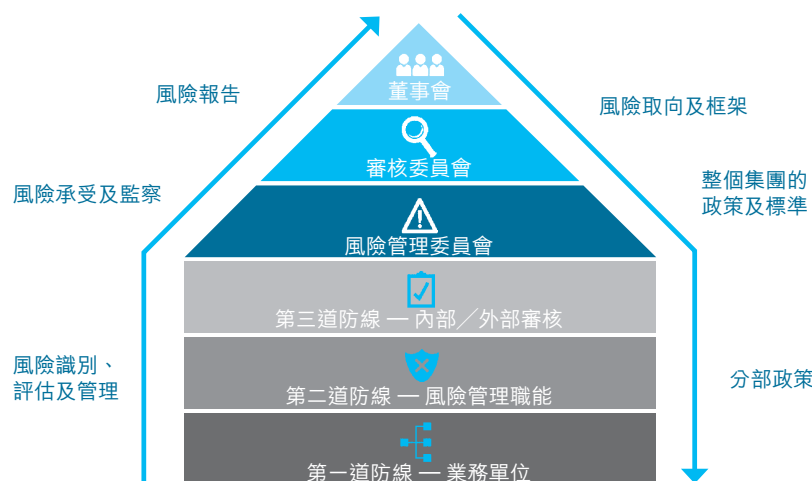 董事會
風險報告
風險取向及框架
審核委員會
風險承受及監察
整個集團的
政策及標準
風險管理委員會
第三道防線 — 內部／外部審核
風險識別、
評估及管理
分部政策
第二道防線 — 風險管理職能
第一道防線 — 業務單位